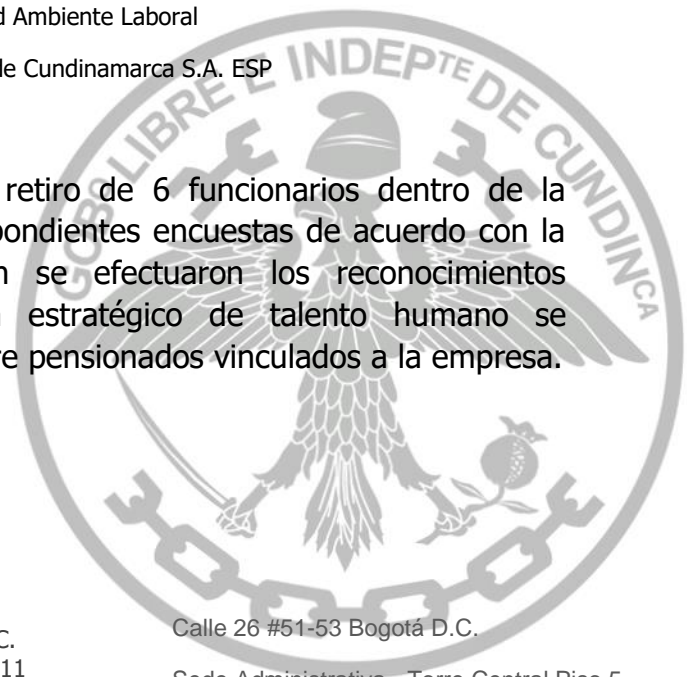 d Ambiente Laboral
de Cundinamarca S.A. ESP
GOBO LIBRE E INDEPTE DE CUNDINCA
retiro de 6 funcionarios dentro de la
pondientes encuestas de acuerdo con la
n se efectuaron los reconocimientos
estratégico de talento humano se
re pensionados vinculados a la empresa.
C.
11
Calle 26 #51-53 Bogotá D.C.
Sede Administrativa - Torre Central Piso 5